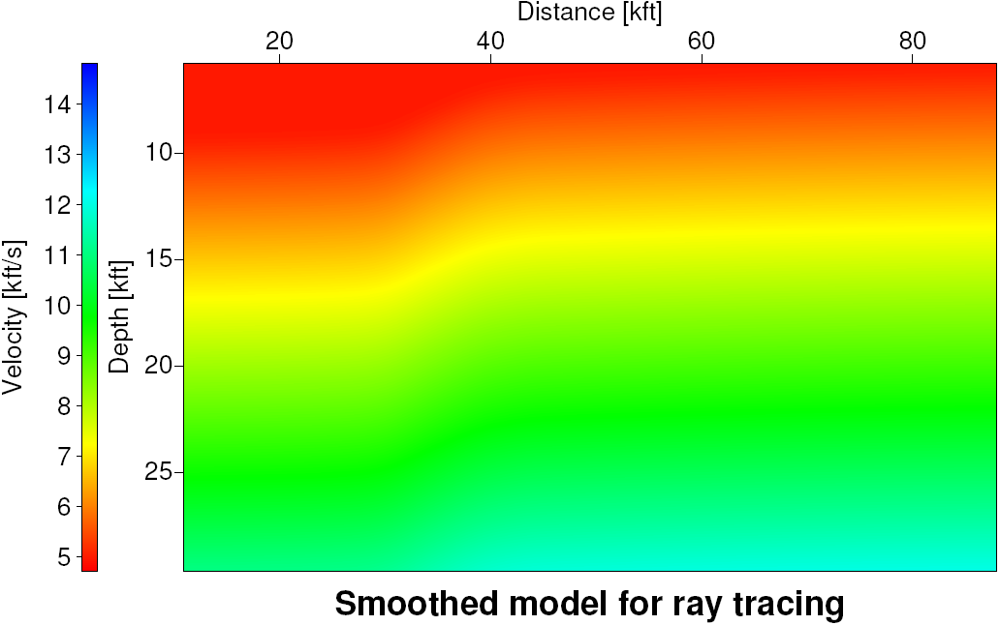 Distance [kft]
20 40 60 80
Velocity [kft/s]
14
13
12
11
10
9
8
7
6
5
Depth [kft]
10
15
20
25
Smoothed model for ray tracing